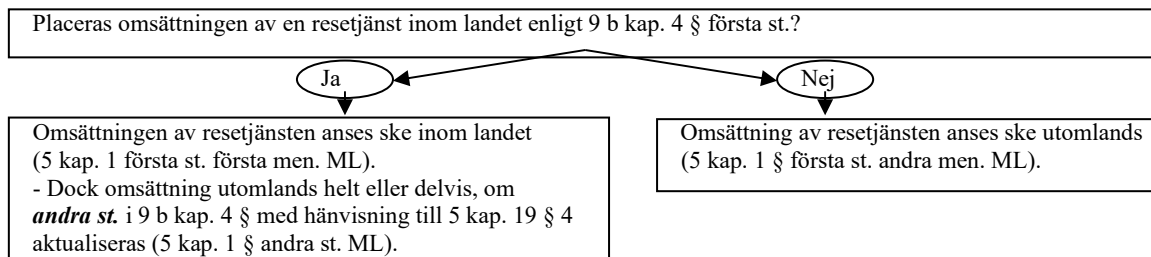 Placeras omsättningen av en resetjänst inom landet enligt 9 b kap. 4 § första st.?
Ja
Nej
Omsättningen av resetjänsten anses ske inom landet
(5 kap. 1 första st. första men. ML).
- Dock omsättning utomlands helt eller delvis, om
andra st. i 9 b kap. 4 § med hänvisning till 5 kap. 19 § 4
aktualiseras (5 kap. 1 § andra st. ML).
Omsättning av resetjänsten anses ske utomlands
(5 kap. 1 § första st. andra men. ML).